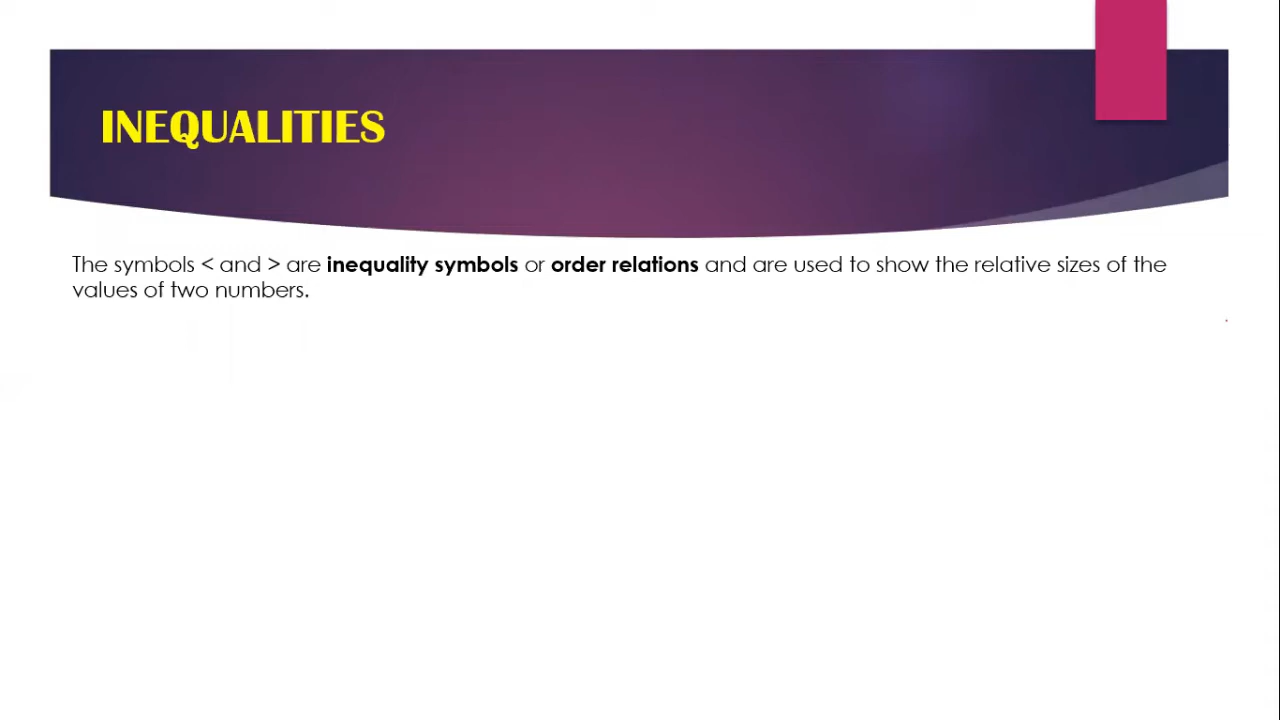 INEQUALITIES
The symbols < and > are inequality symbols or order relations and are used to show the relative sizes of the
values of two numbers.